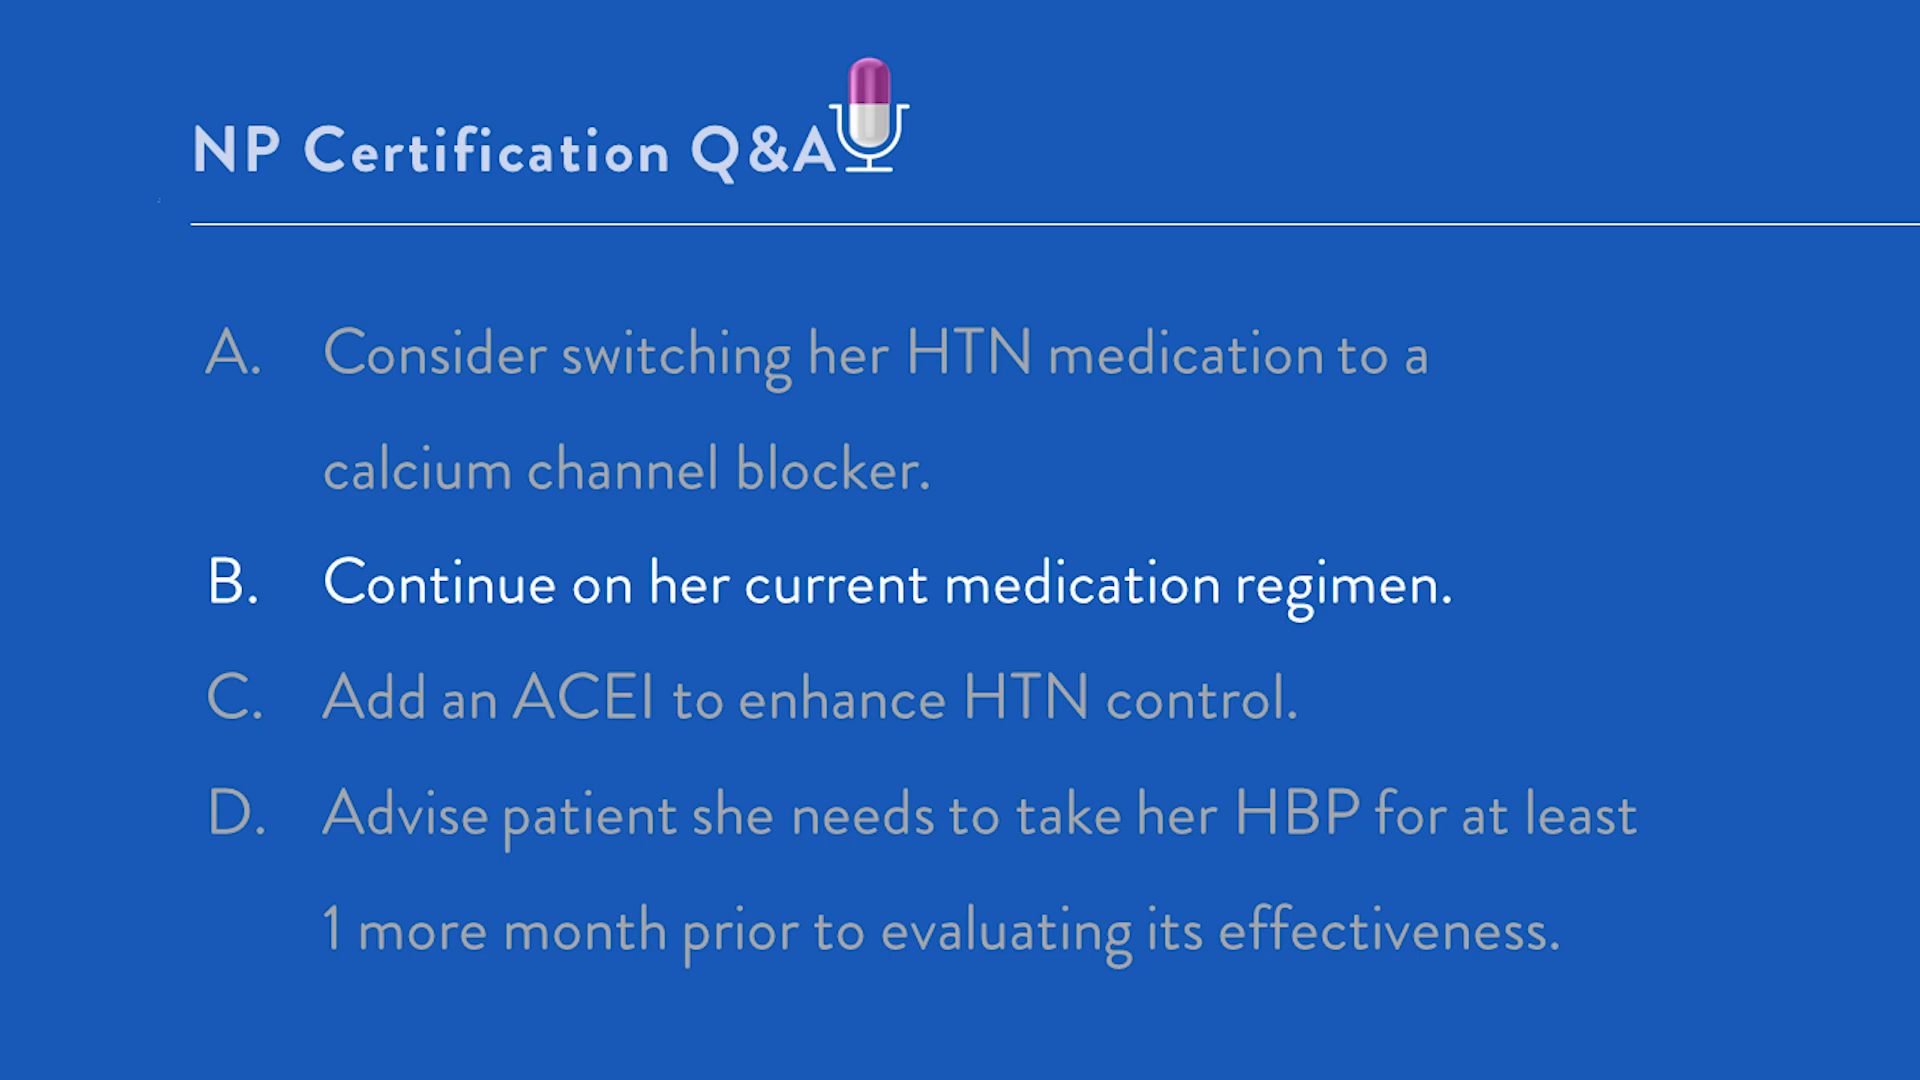 NP Certification Q&A
A. Consider switching her HTN medication to a
calcium channel blocker.
B. Continue on her current medication regimen.
C. Add an ACEI to enhance HTN control.
D. Advise patient she needs to take her HBP for at least
1 more month prior to evaluating its effectiveness.